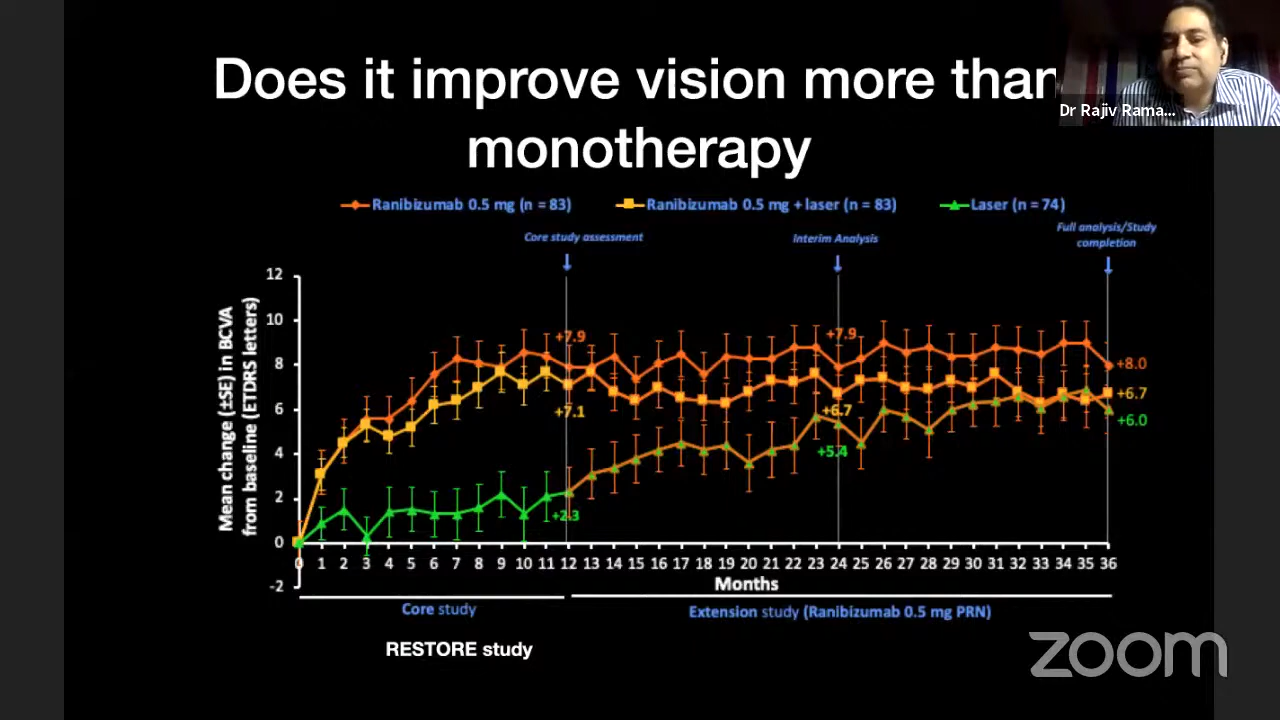 Does it improve vision more than
monotherapy
Dr Rajiv Rama...
Ranibizumab 0.5 mg (n = 83)
Ranibizumab 0.5 mg + laser (n = 83)
Laser (n = 74)
Core study assessment
Interim Analysis
Full analysis/Study
completion
Mean change (±SE) in BCVA
from baseline (ETDRS letters)
12
10
8
6
4
2
0
-2
+7.9
+7.1
+2.3
+7.9
+6.7
+5.4
+8.0
+6.7
+6.0
0 1 2 3 4 5 6 7 8 9 10 11 12 13 14 15 16 17 18 19 20 21 22 23 24 25 26 27 28 29 30 31 32 33 34 35 36
Months
Core study
Extension study (Ranibizumab 0.5 mg PRN)
RESTORE study
zoom